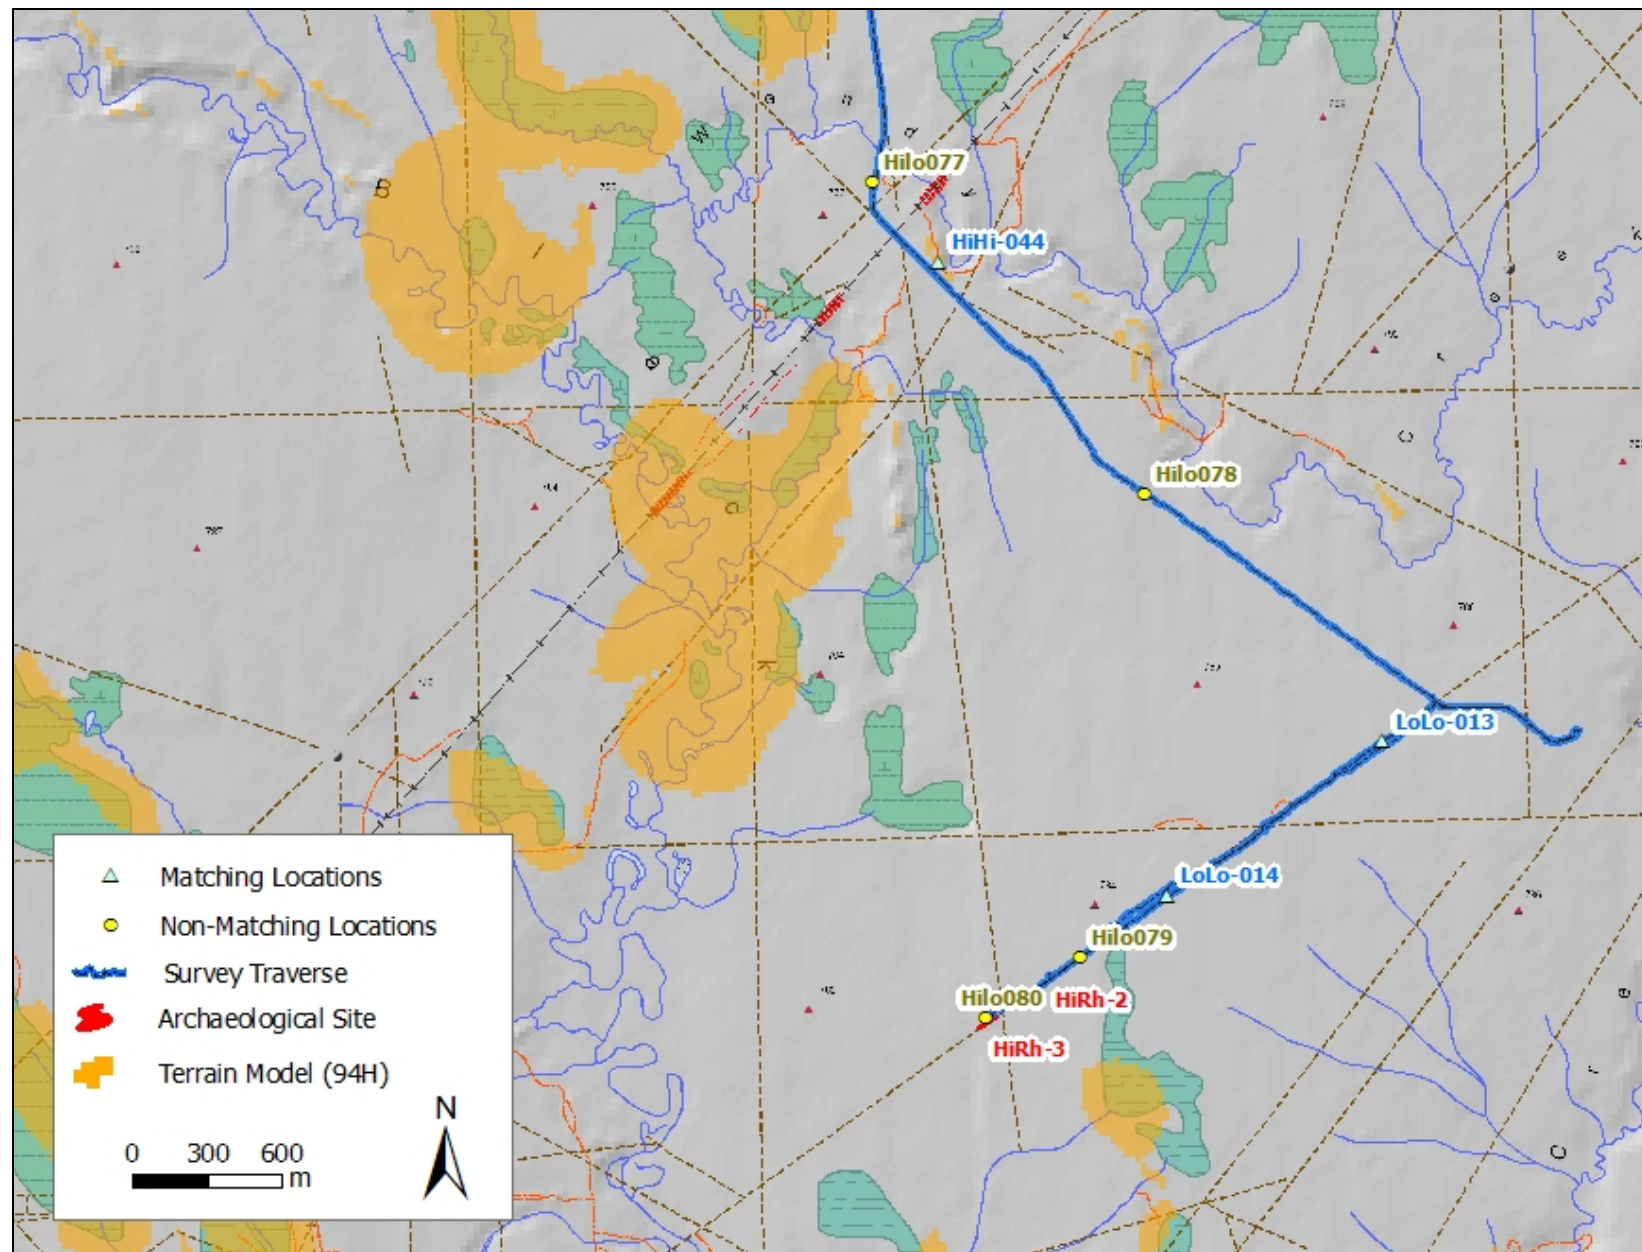 B
W
e
n
a
k
Hilo077
HiHi-044
k
e
e
r
C
Hilo078
LoLo-013
LoLo-014
Hilo079
Hilo080
HiRh-2
HiRh-3
e
r
C
Matching Locations
Non-Matching Locations
Survey Traverse
Archaeological Site
Terrain Model (94H)
N
0 300 600
m